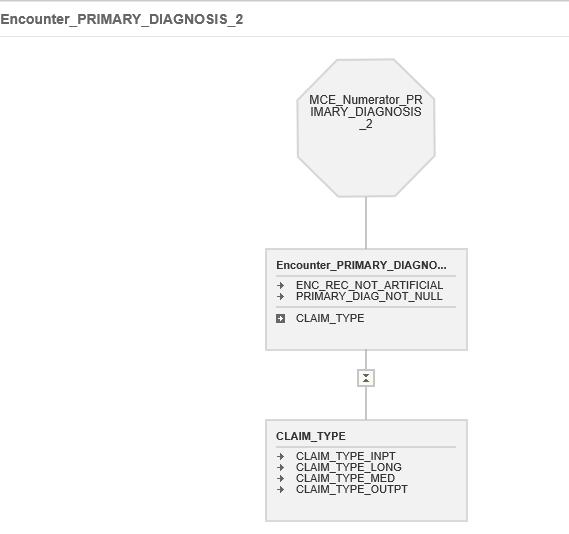 Encounter_PRIMARY_DIAGNOSIS_2
MCE_Numerator_PR
IMARY_DIAGNOSIS
_2
Encounter_PRIMARY_DIAGNO...
ENC_REC_NOT_ARTIFICIAL
PRIMARY_DIAG_NOT_NULL
CLAIM_TYPE
CLAIM_TYPE
CLAIM_TYPE_INPT
CLAIM_TYPE_LONG
CLAIM_TYPE_MED
CLAIM_TYPE_OUTPT